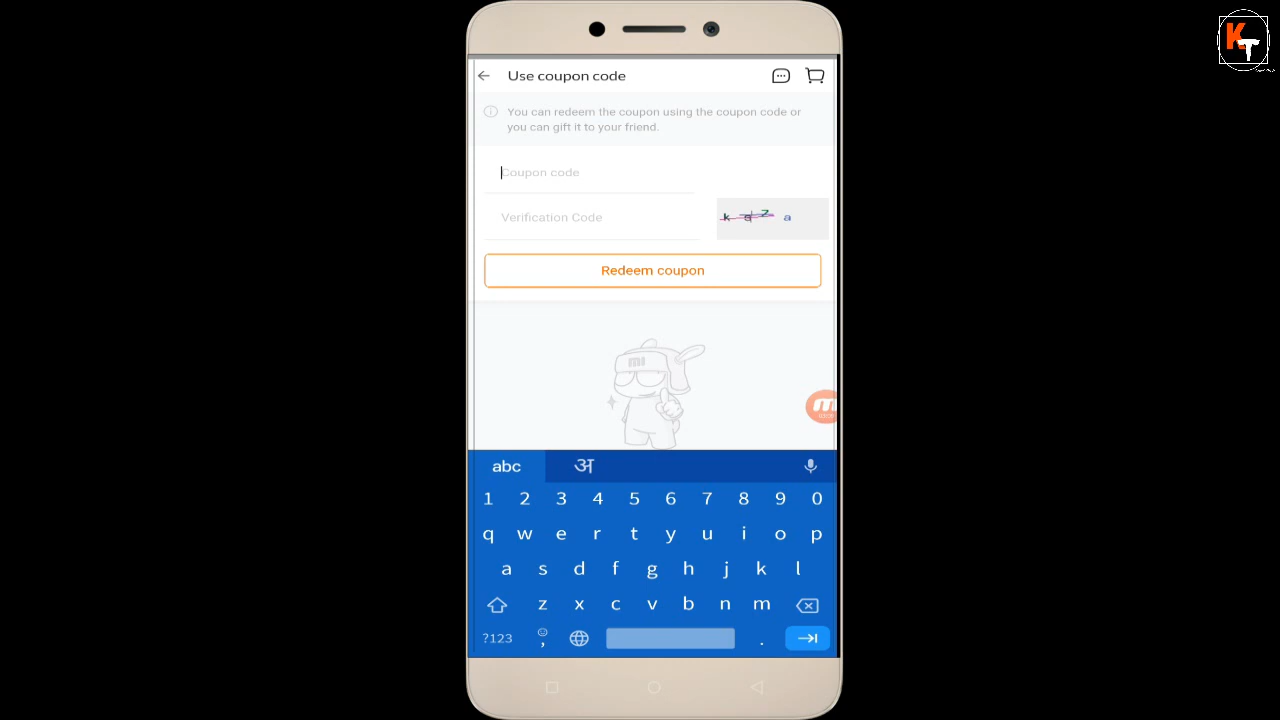 KT
Use coupon code
You can redeem the coupon using the coupon code or
you can gift it to your friend.
Coupon code
Verification Code
k q z a
Redeem coupon
mi
abc अ
1 2 3 4 5 6 7 8 9 0
q w e r t y u i o p
a s d f g h j k l
z x c v b n m
?123 , .